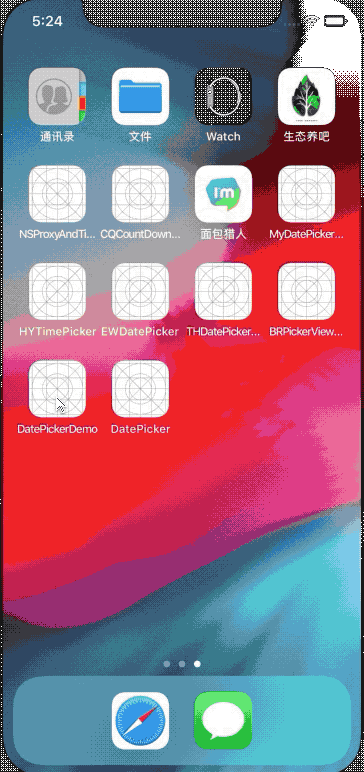 5:24
通讯录
文件
Watch
生态养吧
NSProxyAndTi...
CQCountDown...
im
面包猎人
MyDatePicker...
HYTimePicker
EWDatePicker
THDatePicker...
BRPickerView...
DatePickerDemo
DatePicker